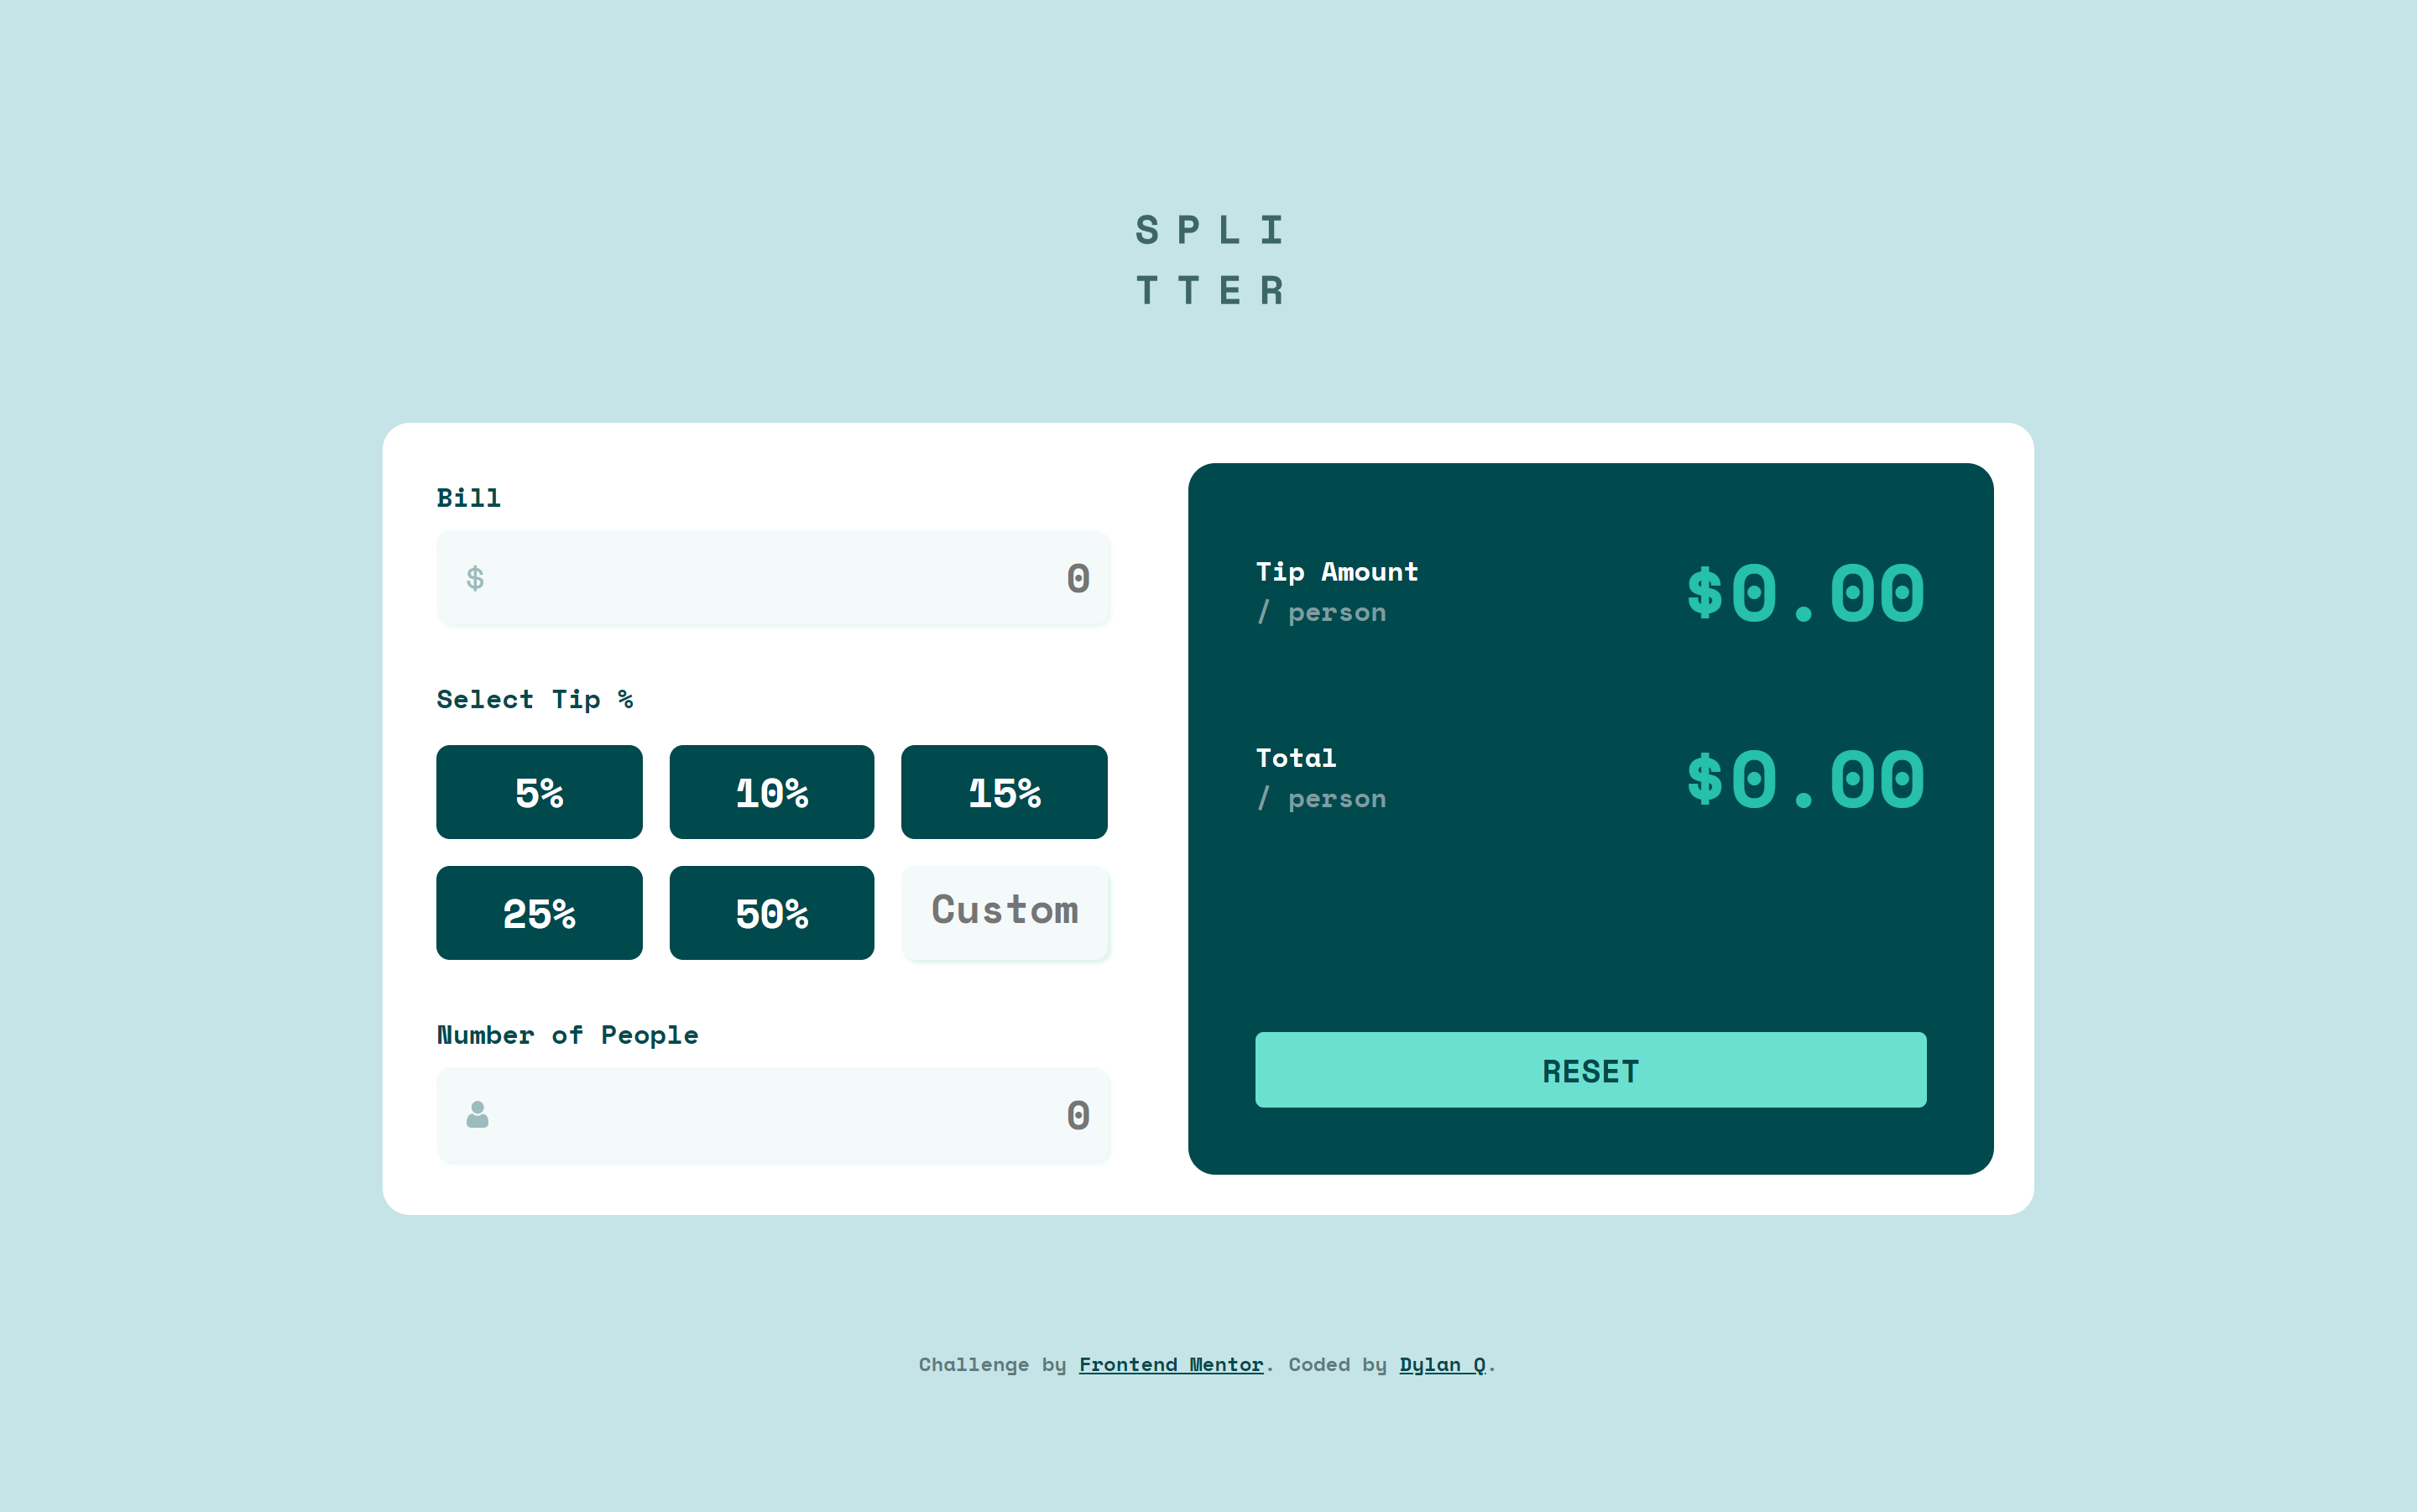 S P L I
T T E R
Bill
$ 0
Select Tip %
5% 10% 15%
25% 50% Custom
Number of People
0
Tip Amount
/ person
$0.00
Total
/ person
$0.00
RESET
Challenge by Frontend Mentor. Coded by Dylan Q.